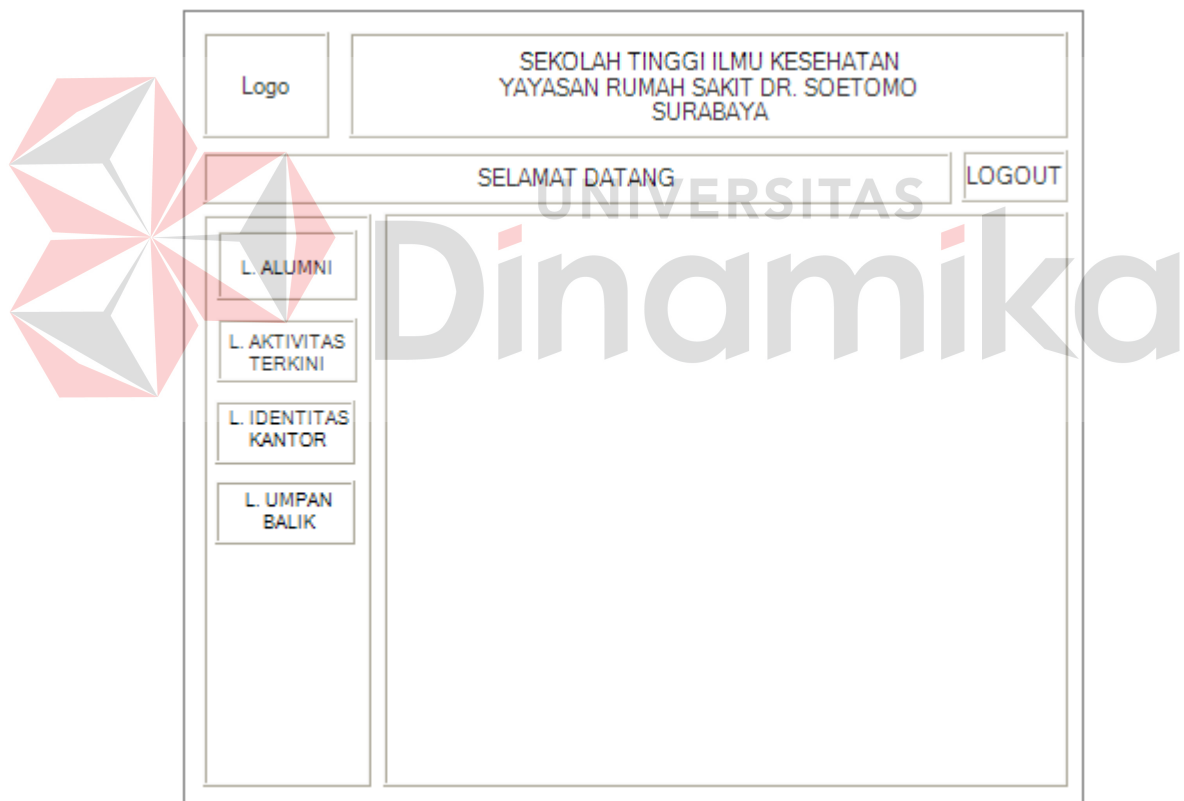 Logo
SEKOLAH TINGGI ILMU KESEHATAN
YAYASAN RUMAH SAKIT DR. SOETOMO
SURABAYA
SELAMAT DATANG
LOGOUT
UNIVERSITAS
Dinamika
L. ALUMNI
L. AKTIVITAS
TERKINI
L. IDENTITAS
KANTOR
L. UMPAN
BALIK